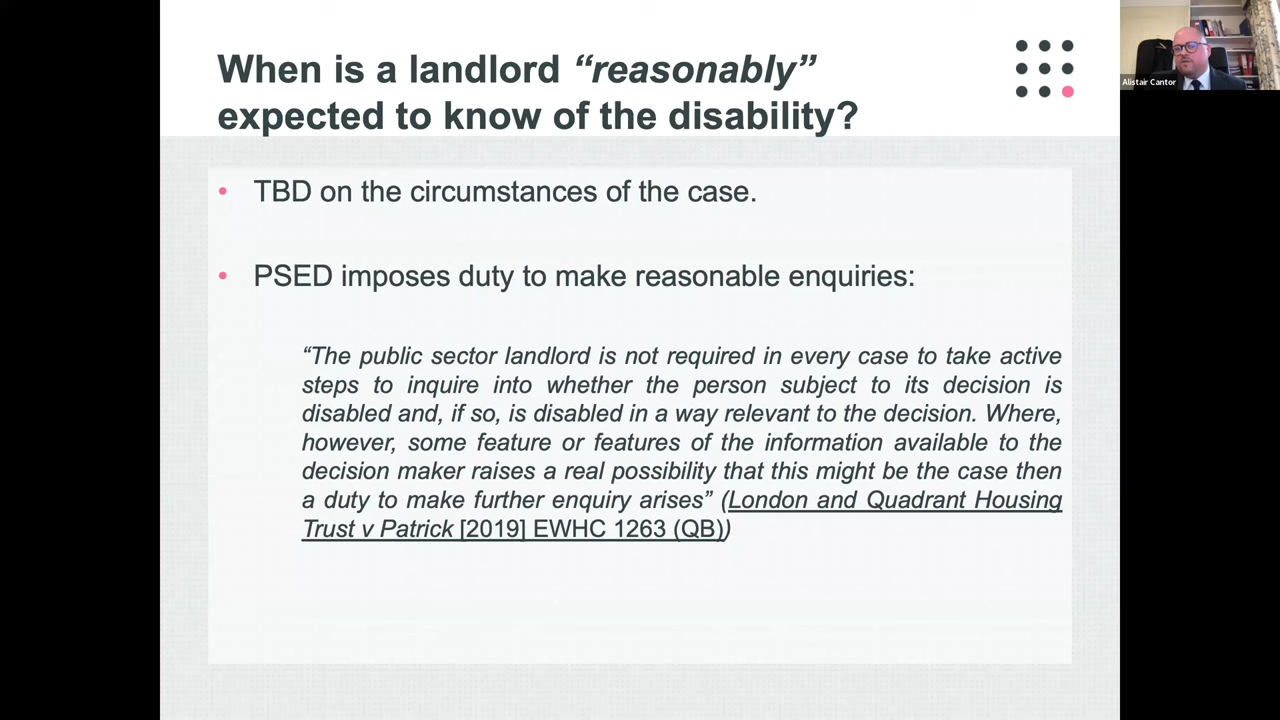 When is a landlord “reasonably”
expected to know of the disability?
Alistair Cantor
• TBD on the circumstances of the case.
• PSED imposes duty to make reasonable enquiries:
“The public sector landlord is not required in every case to take active
steps to inquire into whether the person subject to its decision is
disabled and, if so, is disabled in a way relevant to the decision. Where,
however, some feature or features of the information available to the
decision maker raises a real possibility that this might be the case then
a duty to make further enquiry arises” (London and Quadrant Housing
Trust v Patrick [2019] EWHC 1263 (QB))